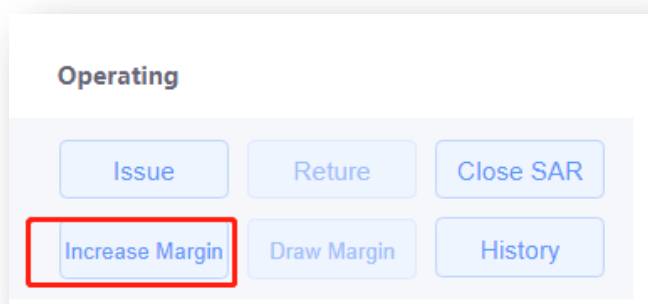 Operating
Issue Reture Close SAR
Increase Margin Draw Margin History